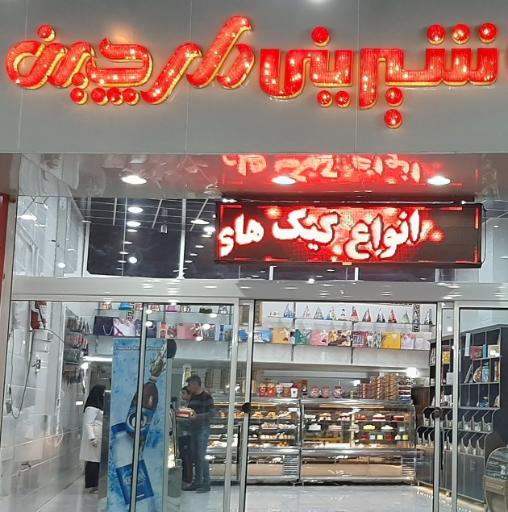 شیرینی دارچین
انواع کیک های